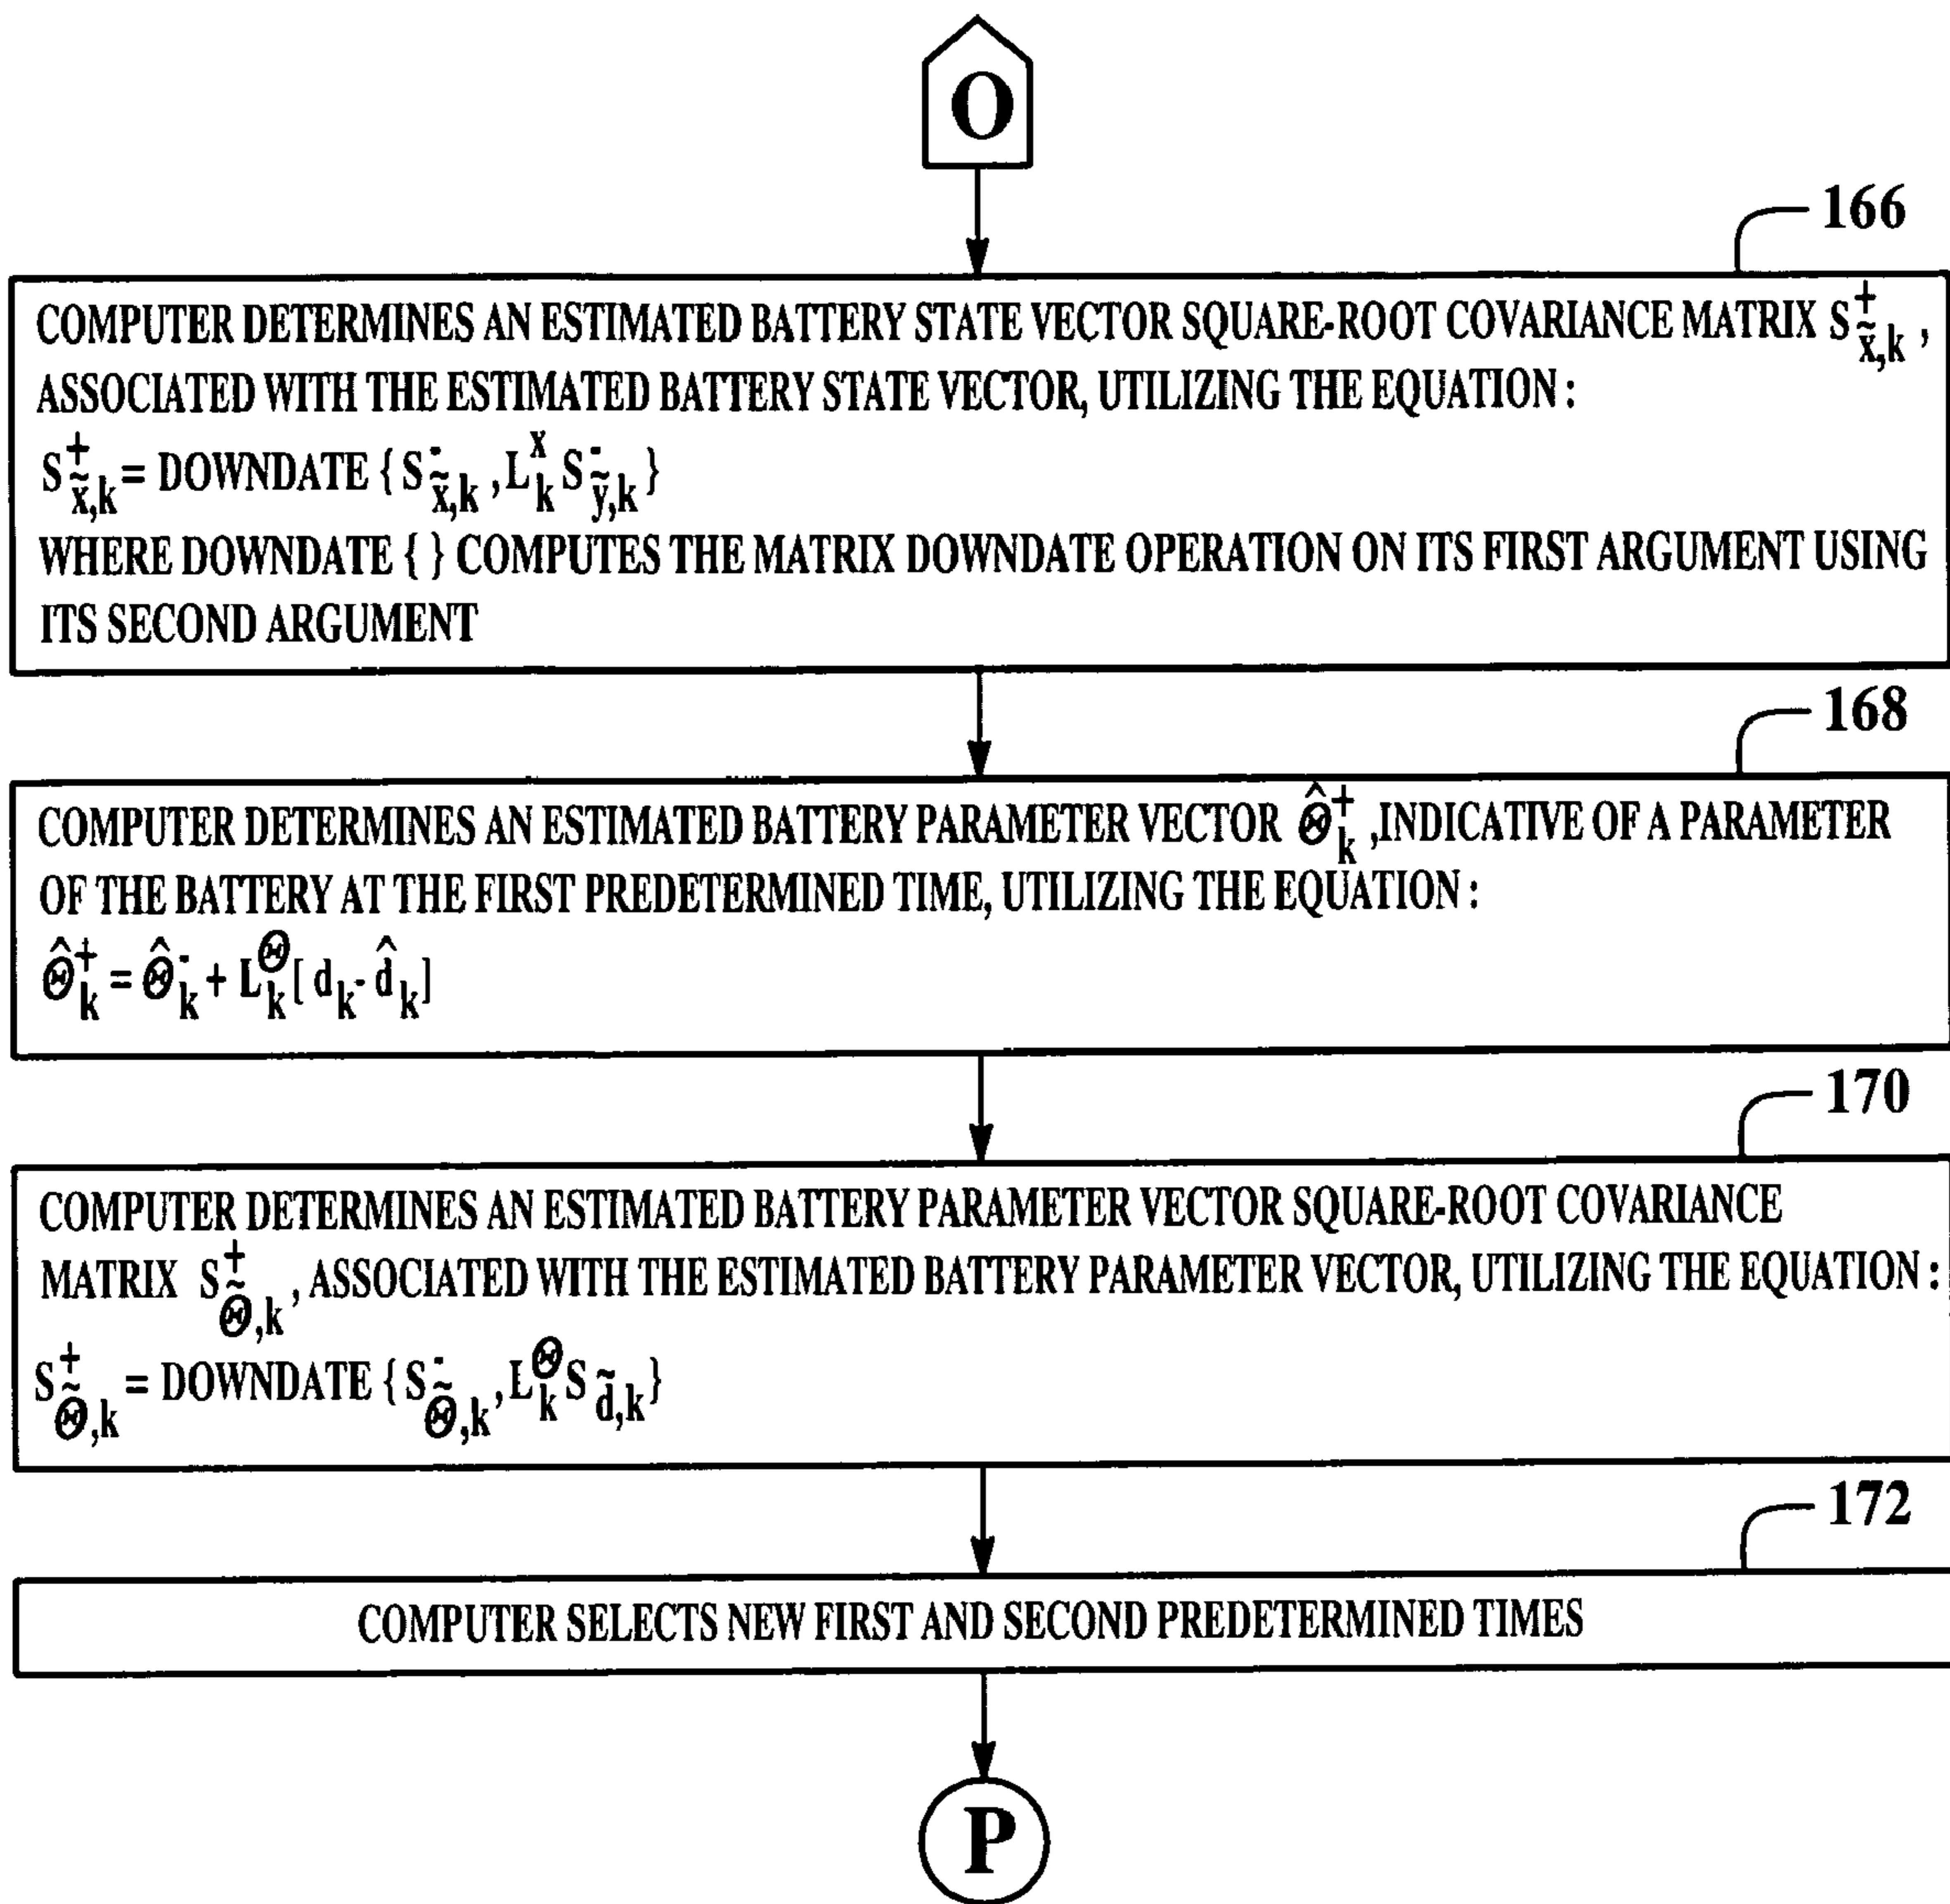 O
166
COMPUTER DETERMINES AN ESTIMATED BATTERY STATE VECTOR SQUARE-ROOT COVARIANCE MATRIX S⁺x̃,k ,
ASSOCIATED WITH THE ESTIMATED BATTERY STATE VECTOR, UTILIZING THE EQUATION :
S⁺x̃,k = DOWNDATE { S⁻x̃,k , Lˣk S⁻ỹ,k }
WHERE DOWNDATE { } COMPUTES THE MATRIX DOWNDATE OPERATION ON ITS FIRST ARGUMENT USING
ITS SECOND ARGUMENT
168
COMPUTER DETERMINES AN ESTIMATED BATTERY PARAMETER VECTOR Θ̂⁺k ,INDICATIVE OF A PARAMETER
OF THE BATTERY AT THE FIRST PREDETERMINED TIME, UTILIZING THE EQUATION :
Θ̂⁺k = Θ̂⁻k + L^Θk [ dk - d̂k ]
170
COMPUTER DETERMINES AN ESTIMATED BATTERY PARAMETER VECTOR SQUARE-ROOT COVARIANCE
MATRIX S⁺Θ̃,k , ASSOCIATED WITH THE ESTIMATED BATTERY PARAMETER VECTOR, UTILIZING THE EQUATION :
S⁺Θ̃,k = DOWNDATE { S⁻Θ̃,k , L^Θk S d̃,k }
172
COMPUTER SELECTS NEW FIRST AND SECOND PREDETERMINED TIMES
P